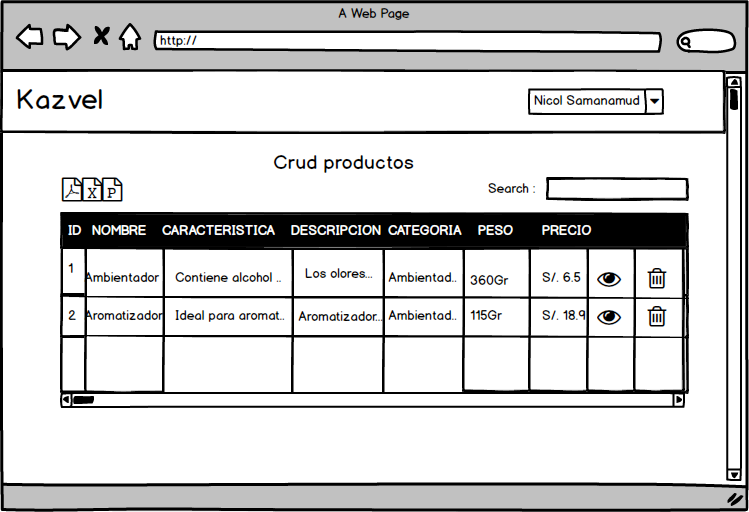 A Web Page
http://
Kazvel
Nicol Samanamud
Crud productos
X P
Search :
ID NOMBRE CARACTERISTICA DESCRIPCION CATEGORIA PESO PRECIO
1 Ambientador Contiene alcohol .. Los olores... Ambientad.. 360Gr S/. 6.5
2 Aromatizador Ideal para aromat.. Aromatizador... Ambientad.. 115Gr S/. 18.9